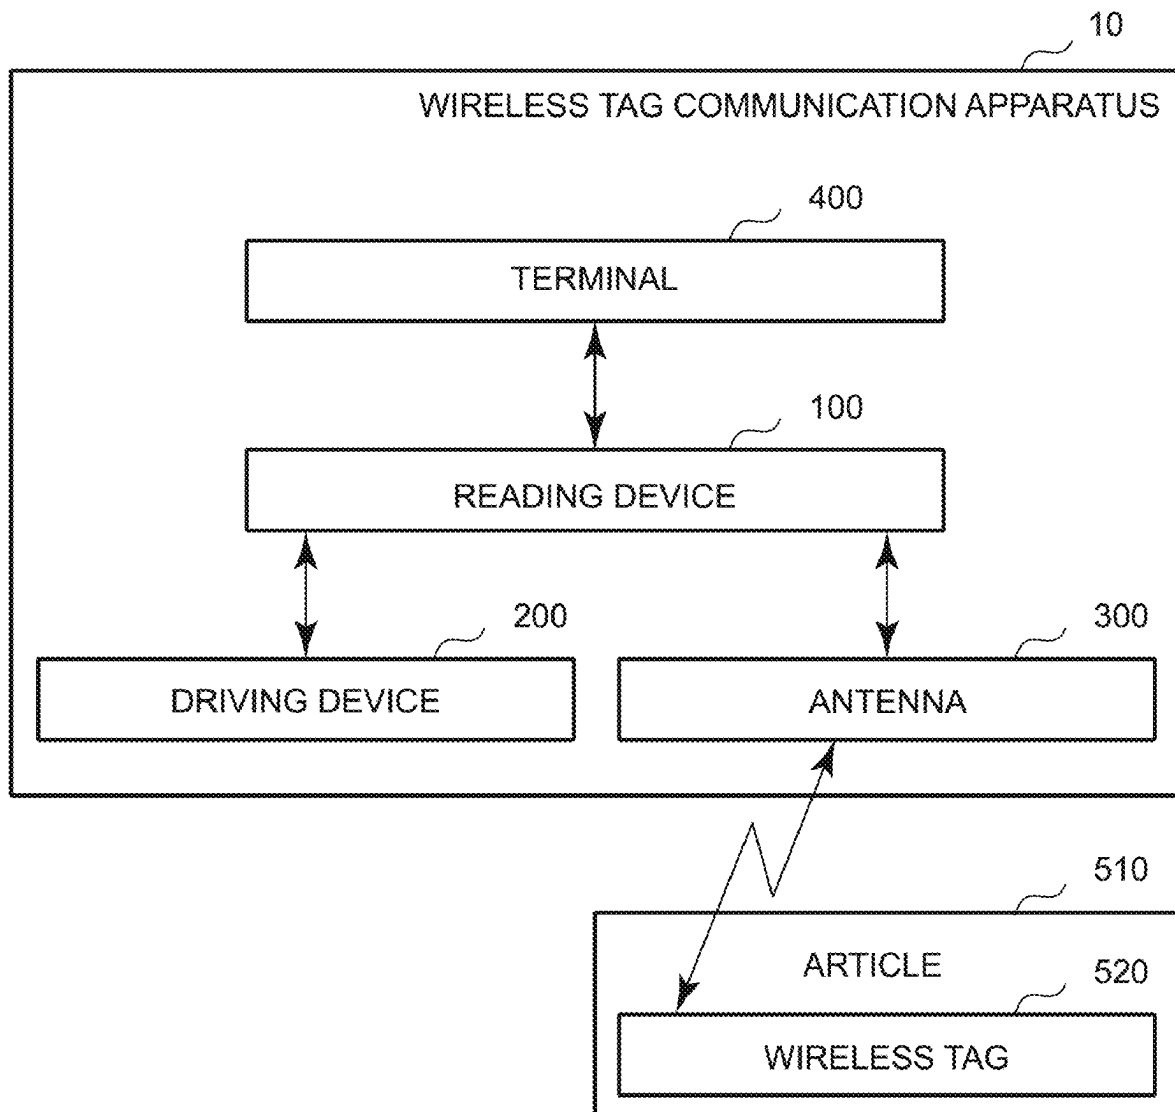 10
WIRELESS TAG COMMUNICATION APPARATUS
400
TERMINAL
100
READING DEVICE
200
DRIVING DEVICE
300
ANTENNA
510
ARTICLE
520
WIRELESS TAG